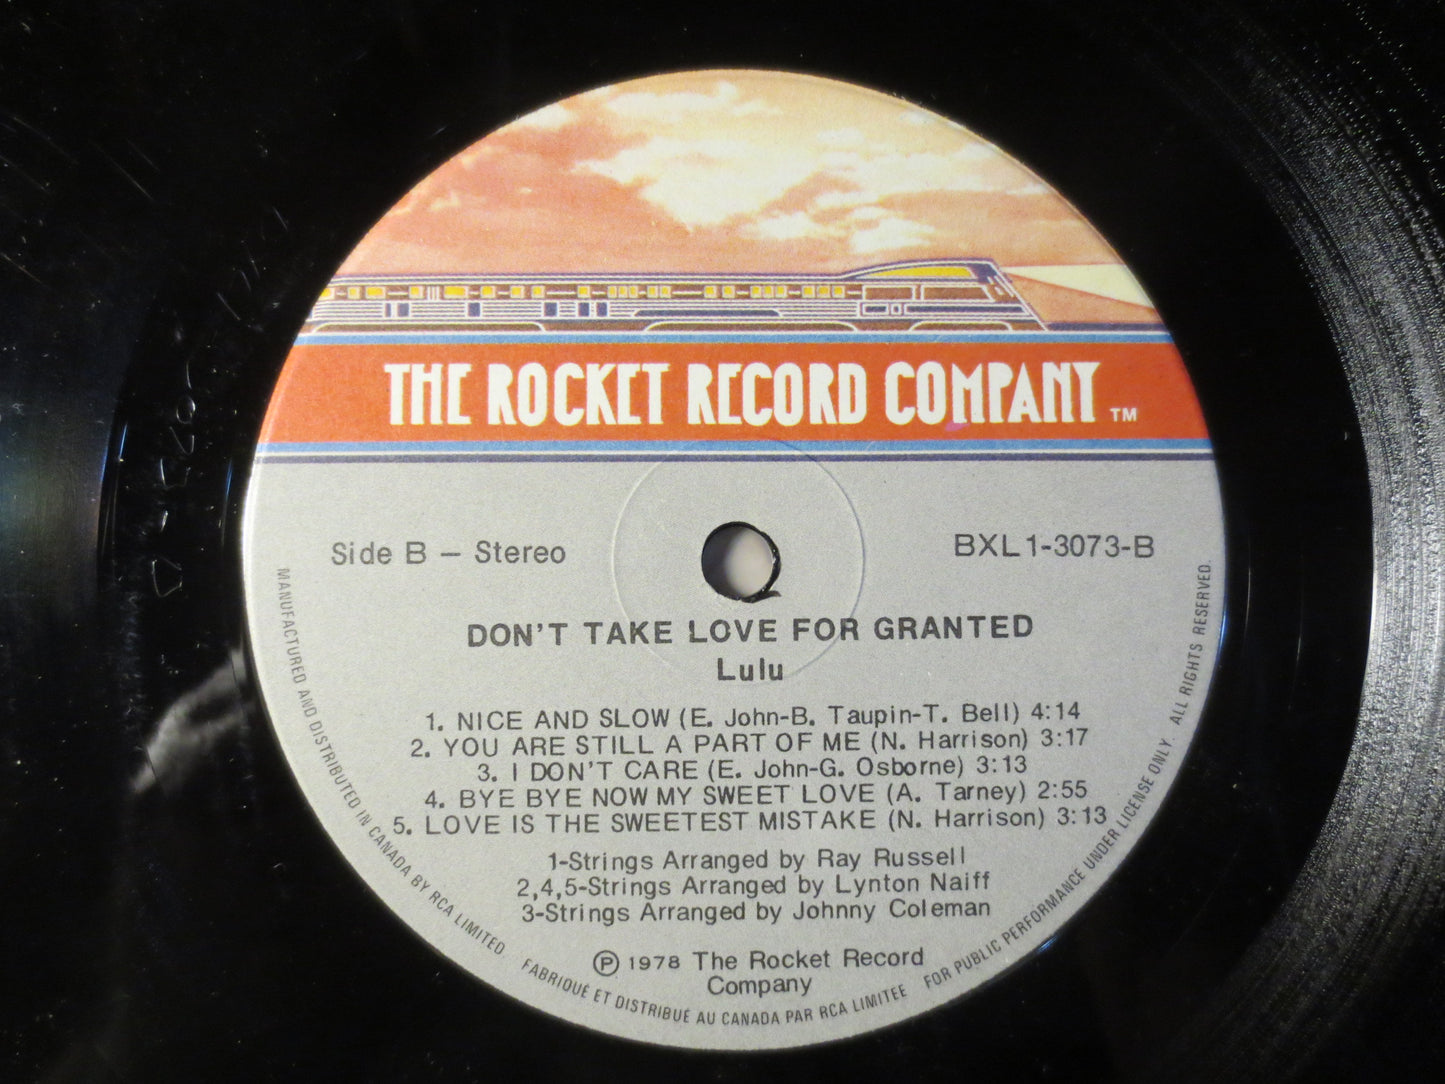 THE ROCKET RECORD COMPANY TM
Side B – Stereo
BXL1-3073-B
DON'T TAKE LOVE FOR GRANTED
Lulu
1. NICE AND SLOW (E. John-B. Taupin-T. Bell) 4:14
2. YOU ARE STILL A PART OF ME (N. Harrison) 3:17
3. I DON'T CARE (E. John-G. Osborne) 3:13
4. BYE BYE NOW MY SWEET LOVE (A. Tarney) 2:55
5. LOVE IS THE SWEETEST MISTAKE (N. Harrison) 3:13
1-Strings Arranged by Ray Russell
2,4,5-Strings Arranged by Lynton Naiff
3-Strings Arranged by Johnny Coleman
Ⓟ 1978 The Rocket Record
Company
MANUFACTURED AND DISTRIBUTED IN CANADA BY RCA LIMITED
FABRIQUÉ ET DISTRIBUÉ AU CANADA PAR RCA LIMITEE
FOR PUBLIC PERFORMANCE UNDER LICENSE ONLY. ALL RIGHTS RESERVED.